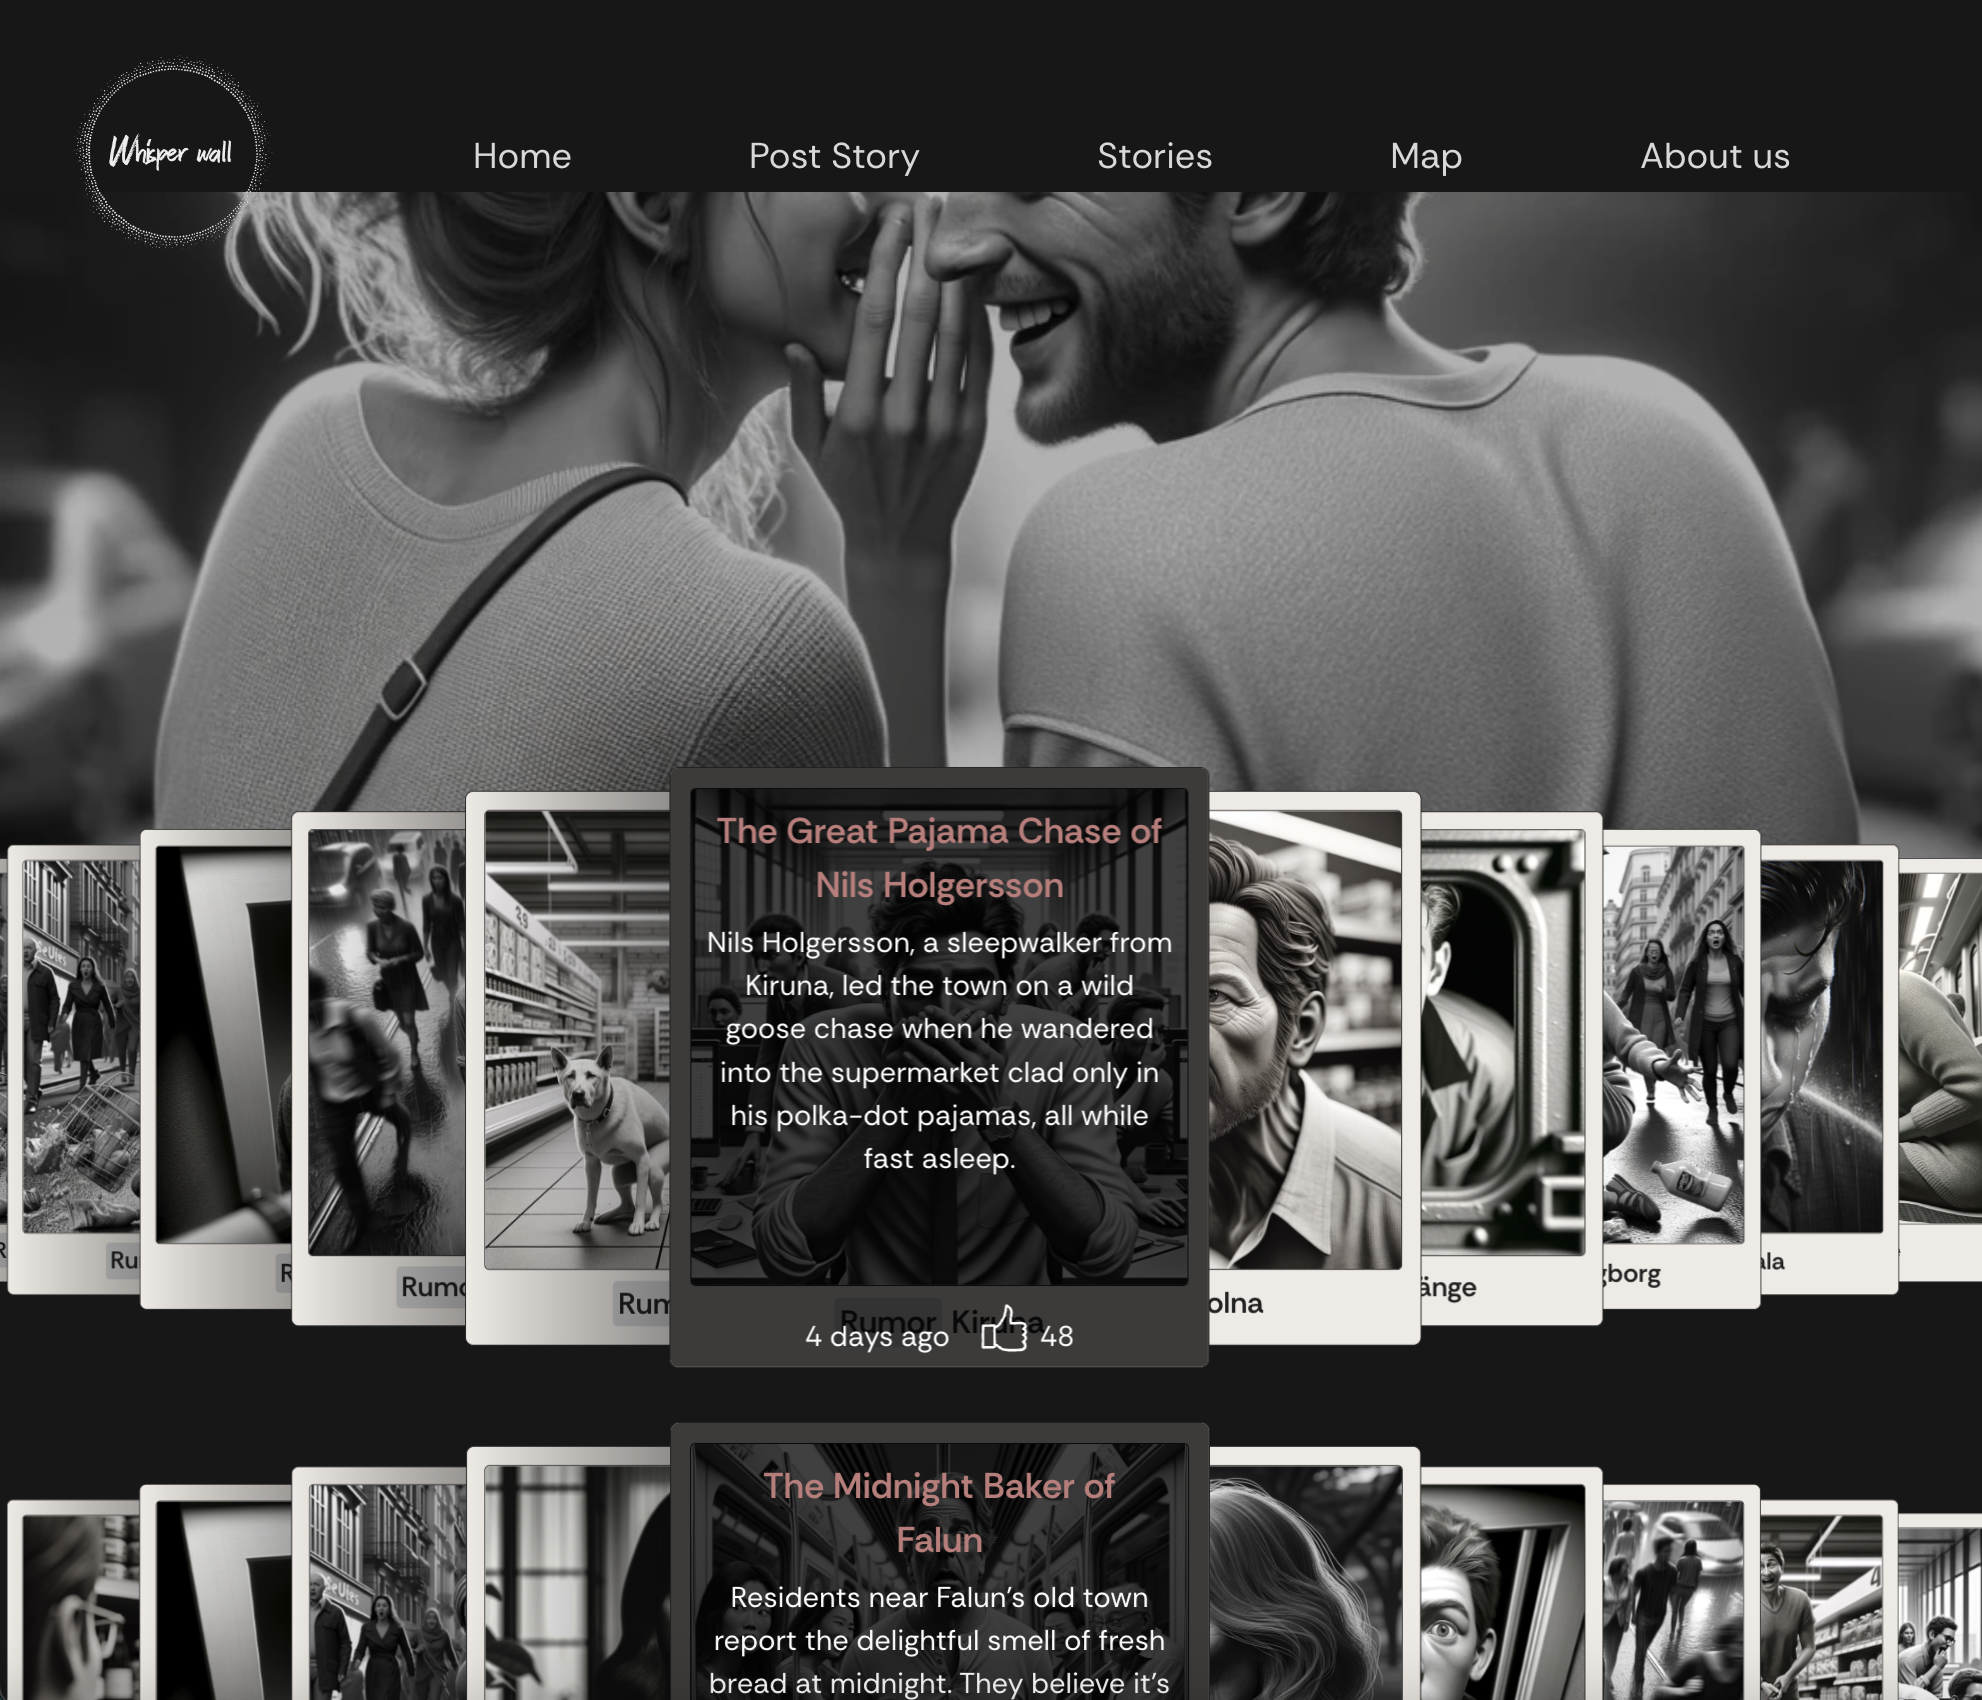 Whisper wall
Home
Post Story
Stories
Map
About us
The Great Pajama Chase of
Nils Holgersson
Nils Holgersson, a sleepwalker from
Kiruna, led the town on a wild
goose chase when he wandered
into the supermarket clad only in
his polka-dot pajamas, all while
fast asleep.
R
Ru
R
Rumo
Rum
Rumor Kiruna
olna
änge
gborg
ala
4 days ago 48
The Midnight Baker of
Falun
Residents near Falun's old town
report the delightful smell of fresh
bread at midnight. They believe it's